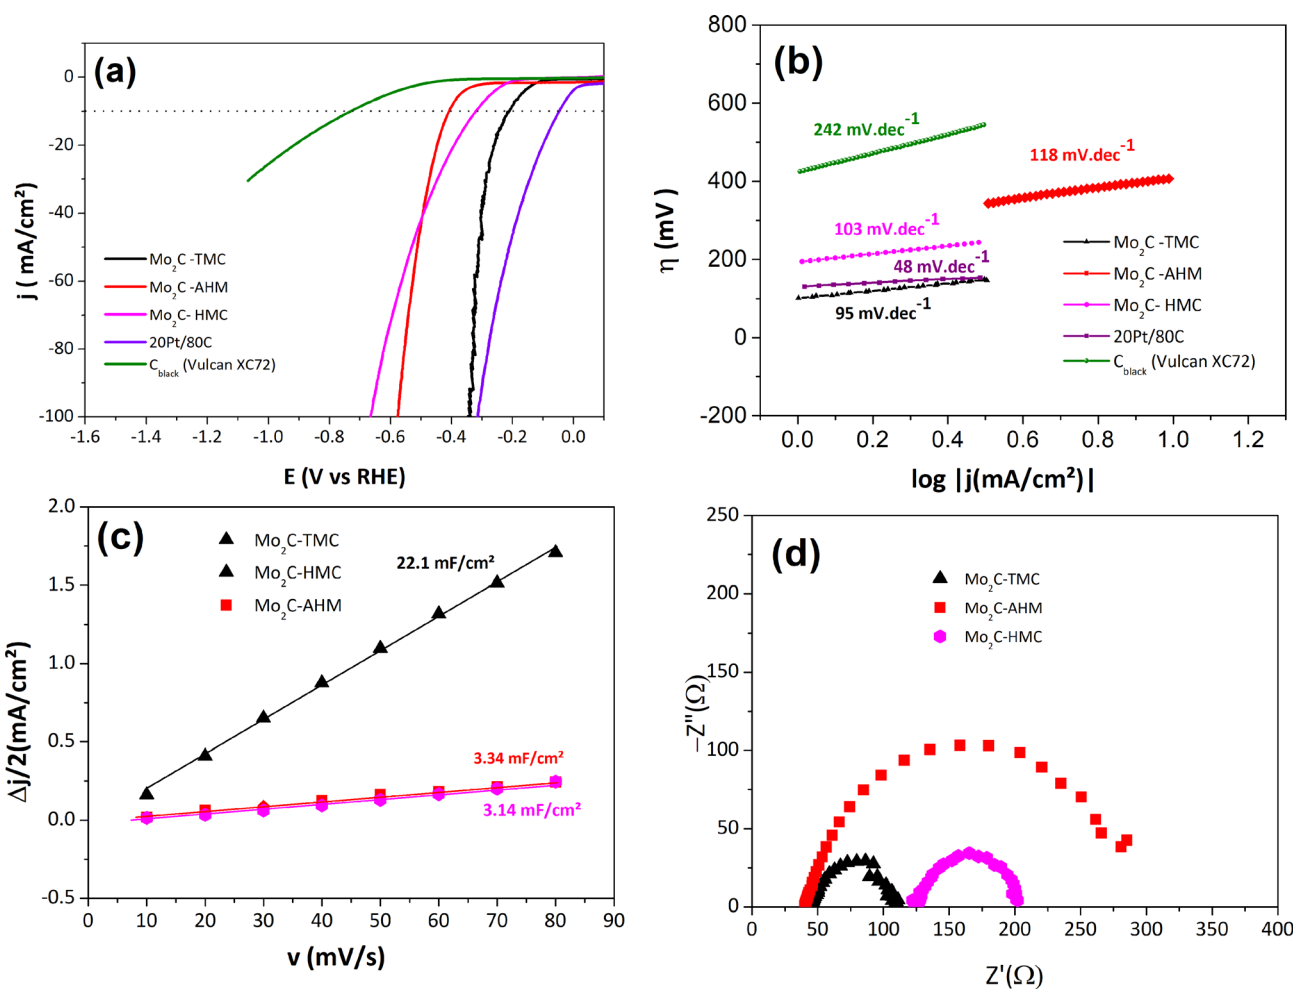 (a)
0
-20
-40
-60
-80
-100
j ( mA/cm²)
Mo₂C -TMC
Mo₂C -AHM
Mo₂C- HMC
20Pt/80C
C_black (Vulcan XC72)
-1.6 -1.4 -1.2 -1.0 -0.8 -0.6 -0.4 -0.2 0.0
E (V vs RHE)
(b)
800
600
400
200
0
-200
η (mV)
242 mV.dec⁻¹
118 mV.dec⁻¹
103 mV.dec⁻¹
48 mV.dec⁻¹
95 mV.dec⁻¹
Mo₂C -TMC
Mo₂C -AHM
Mo₂C- HMC
20Pt/80C
C_black (Vulcan XC72)
0.0 0.2 0.4 0.6 0.8 1.0 1.2
log |j(mA/cm²)|
(c)
2.0
1.5
1.0
0.5
0.0
-0.5
Δj/2(mA/cm²)
Mo₂C-TMC
Mo₂C-HMC
Mo₂C-AHM
22.1 mF/cm²
3.34 mF/cm²
3.14 mF/cm²
0 10 20 30 40 50 60 70 80 90
v (mV/s)
(d)
250
200
150
100
50
0
–Z"(Ω)
Mo₂C-TMC
Mo₂C-AHM
Mo₂C-HMC
0 50 100 150 200 250 300 350 400
Z'(Ω)